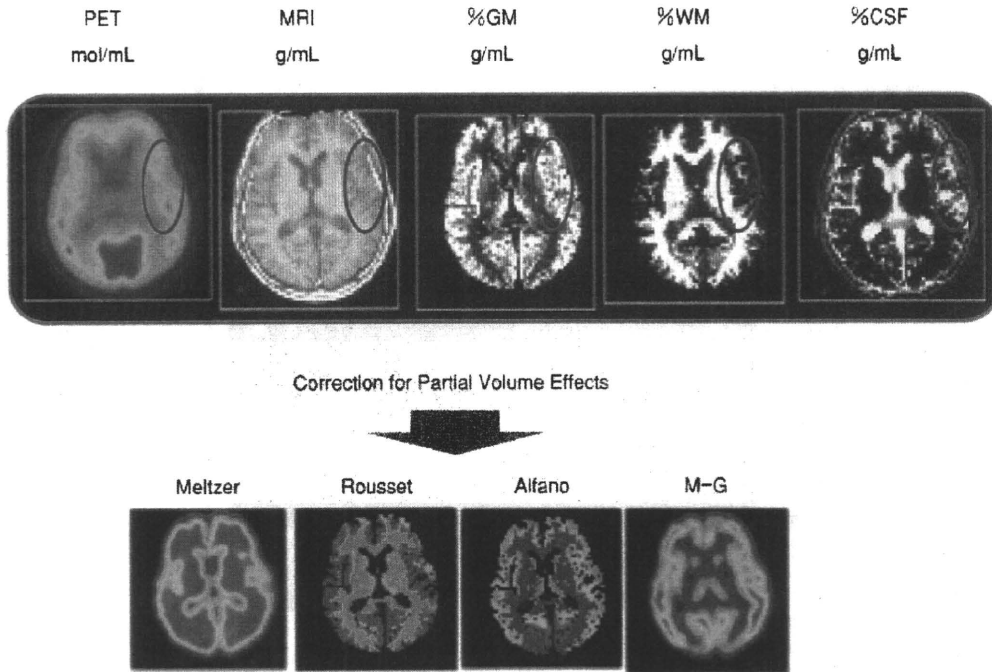 PET MRI %GM %WM %CSF
mol/mL g/mL g/mL g/mL g/mL
Correction for Partial Volume Effects
Meltzer Rousset Alfano M-G